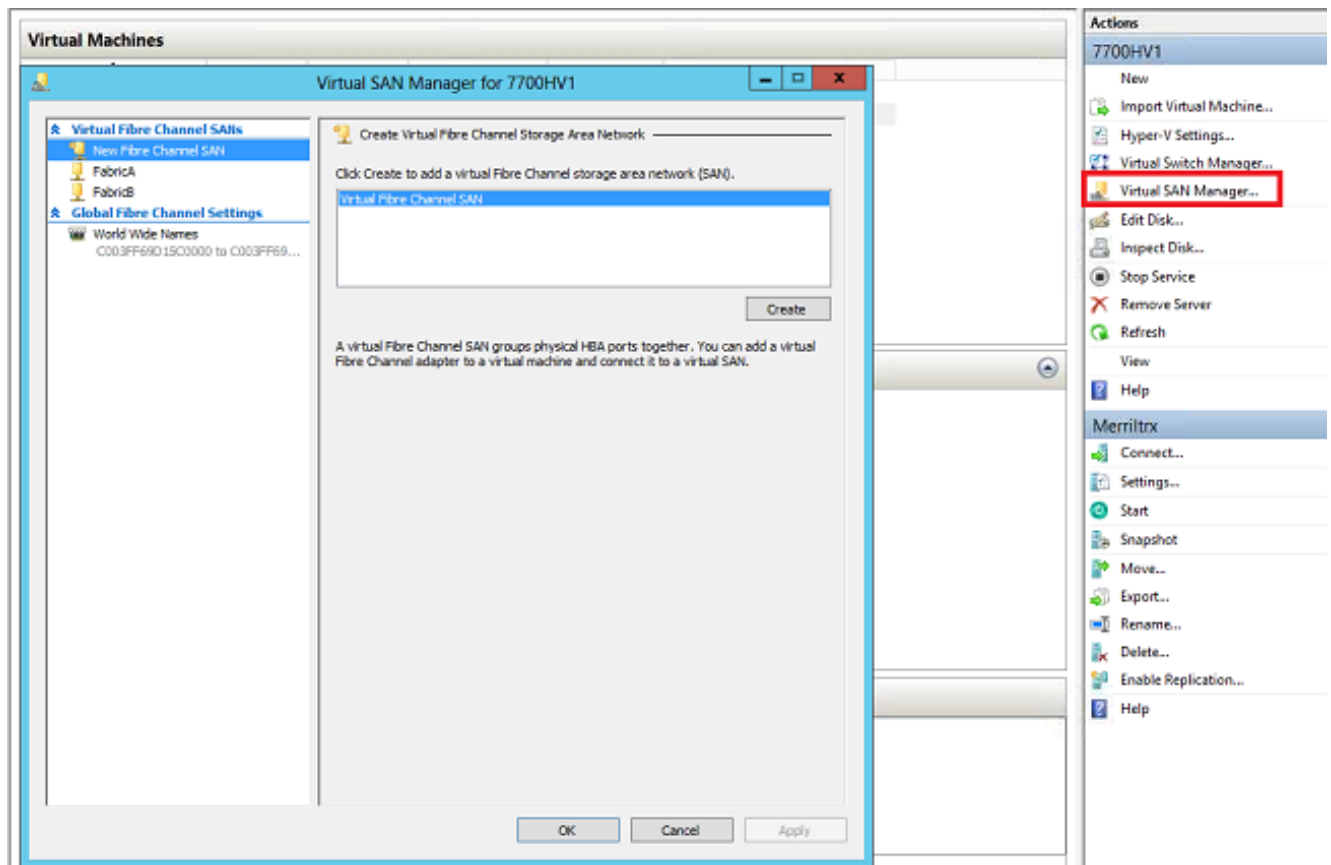 Virtual Machines
Virtual SAN Manager for 7700HV1
Virtual Fibre Channel SANs
New Fibre Channel SAN
FabricA
FabricB
Global Fibre Channel Settings
World Wide Names
C003FF69D15C0000 to C003FF69...
Create Virtual Fibre Channel Storage Area Network
Click Create to add a virtual Fibre Channel storage area network (SAN).
Virtual Fibre Channel SAN
Create
A virtual Fibre Channel SAN groups physical HBA ports together. You can add a virtual
Fibre Channel adapter to a virtual machine and connect it to a virtual SAN.
OK
Cancel
Apply
Actions
7700HV1
New
Import Virtual Machine...
Hyper-V Settings...
Virtual Switch Manager...
Virtual SAN Manager...
Edit Disk...
Inspect Disk...
Stop Service
Remove Server
Refresh
View
Help
Merriltrx
Connect...
Settings...
Start
Snapshot
Move...
Export...
Rename...
Delete...
Enable Replication...
Help